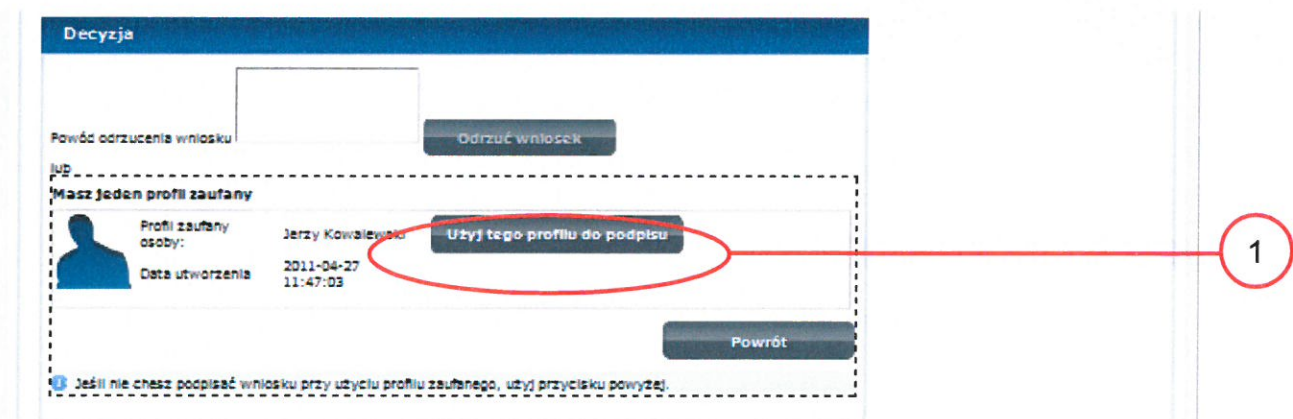 Decyzja
Powód odrzucenia wniosku
Odrzuć wniosek
lub
Masz jeden profil zaufany
Profil zaufany osoby:
Jerzy Kowalewski
Użyj tego profilu do podpisu
1
Data utworzenia
2011-04-27
11:47:03
Powrót
Jeśli nie chesz podpisać wniosku przy użyciu profilu zaufanego, użyj przycisku powyżej.